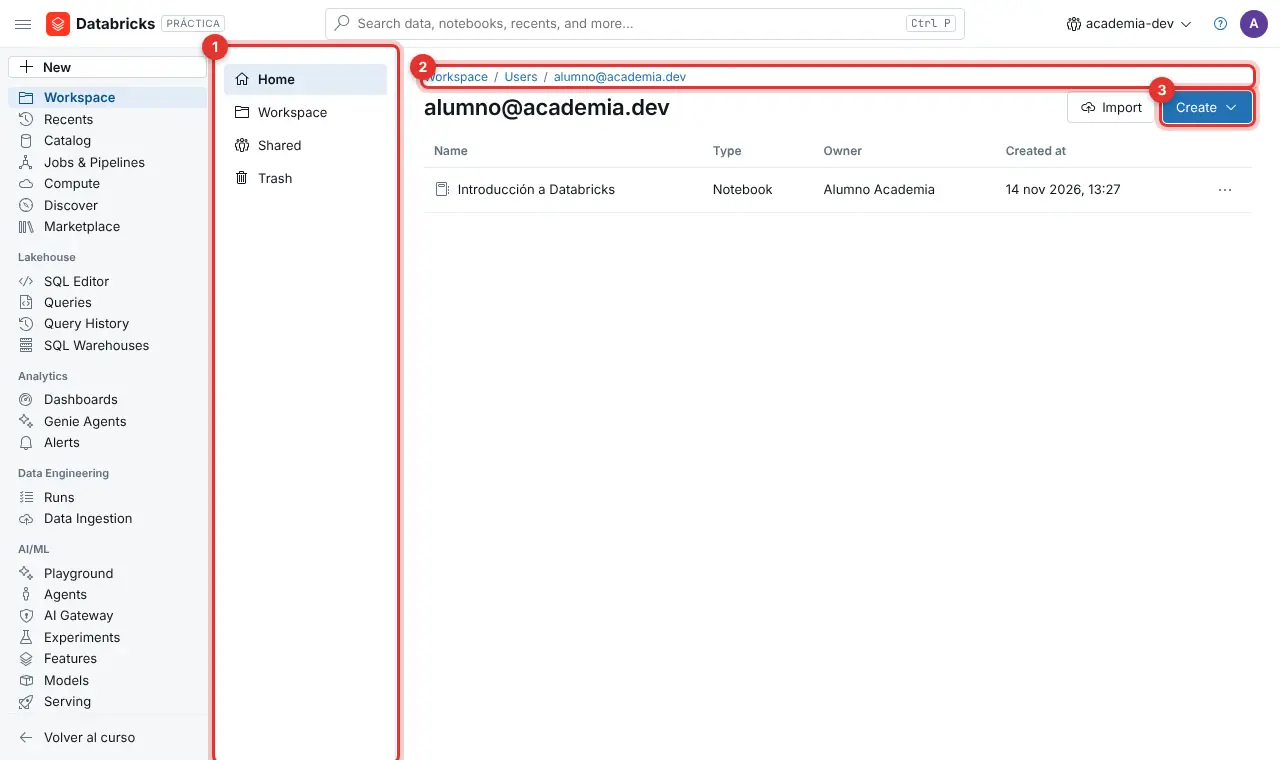 Databricks PRÁCTICA
Search data, notebooks, recents, and more...
Ctrl P
academia-dev
?
A
New
Workspace
Recents
Catalog
Jobs & Pipelines
Compute
Discover
Marketplace
Lakehouse
SQL Editor
Queries
Query History
SQL Warehouses
Analytics
Dashboards
Genie Agents
Alerts
Data Engineering
Runs
Data Ingestion
AI/ML
Playground
Agents
AI Gateway
Experiments
Features
Models
Serving
Volver al curso
1
Home
Workspace
Shared
Trash
2
Workspace / Users / alumno@academia.dev
alumno@academia.dev
Import
3
Create
Name Type Owner Created at
Introducción a Databricks Notebook Alumno Academia 14 nov 2026, 13:27 ...